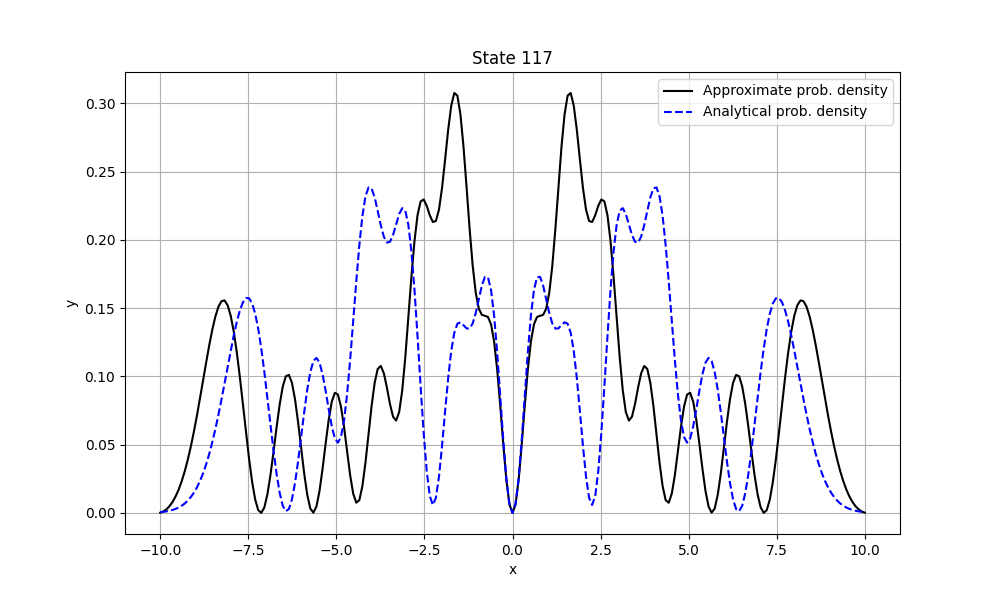 State 117
Approximate prob. density
Analytical prob. density
0.30
0.25
0.20
0.15
0.10
0.05
0.00
y
−10.0 −7.5 −5.0 −2.5 0.0 2.5 5.0 7.5 10.0
x